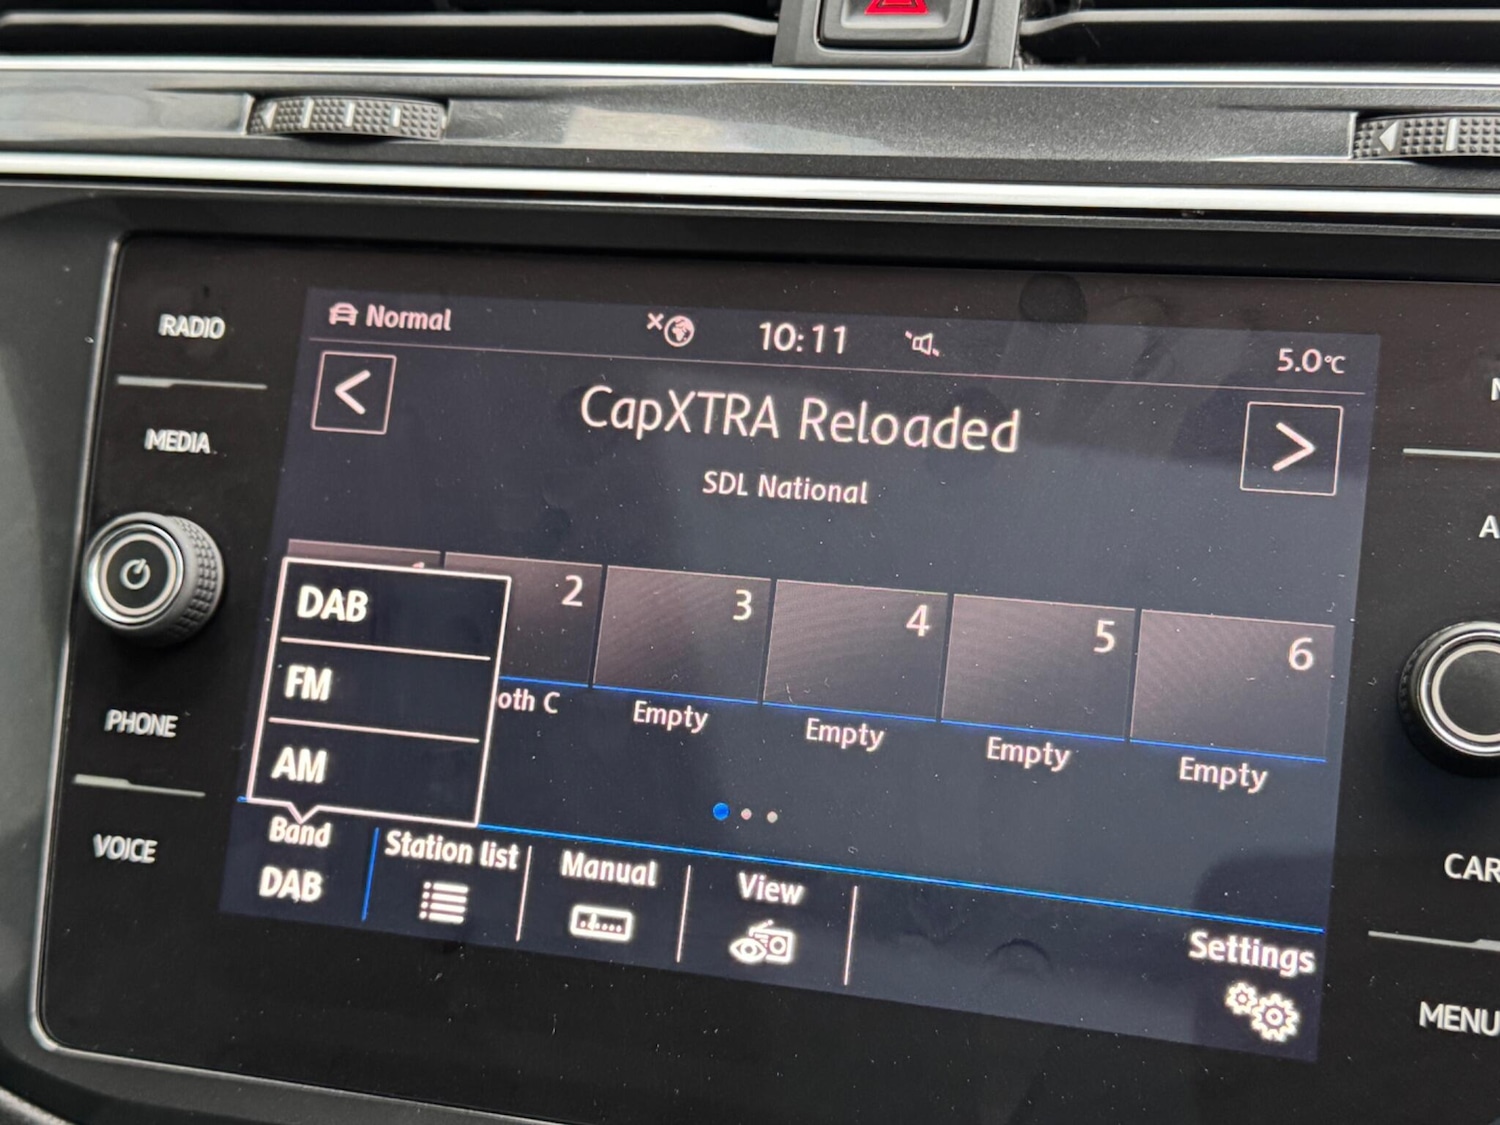 RADIO
MEDIA
PHONE
VOICE
Normal
10:11
5.0°C
CapXTRA Reloaded
SDL National
2
3
4
5
6
oth C
Empty
Empty
Empty
Empty
DAB
FM
AM
Band
DAB
Station list
Manual
View
Settings
CAR
MENU